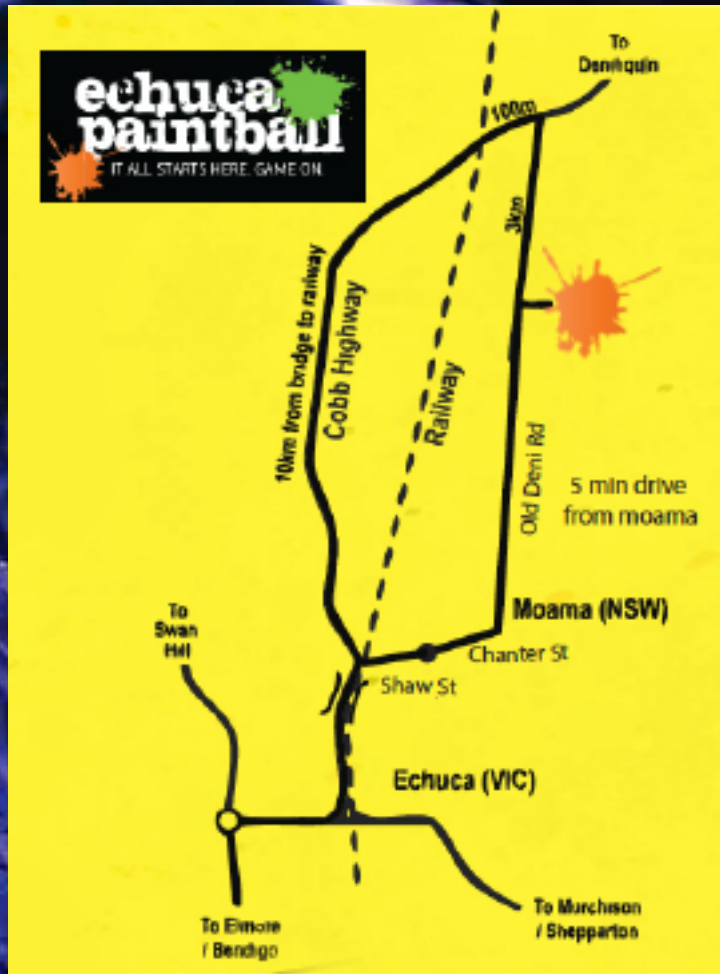 echuca
paintball
IT ALL STARTS HERE. GAME ON.
To
Deniliquin
100m
3km
10km from bridge to railway
Cobb Highway
Railway
Old Deni Rd
5 min drive
from moama
Moama (NSW)
To
Swan
Hill
Chanter St
Shaw St
Echuca (VIC)
To Elmore
/ Bendigo
To Murchison
/ Shepparton